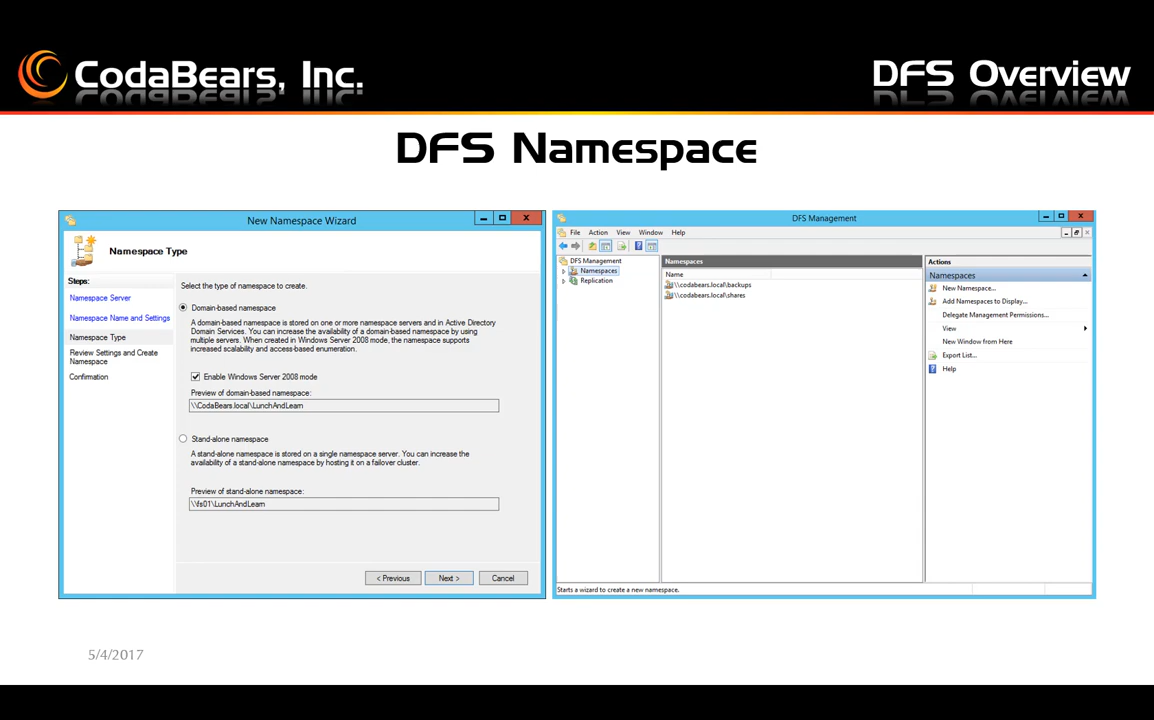 CodaBears, Inc.
DFS Overview
DFS Namespace
New Namespace Wizard
Namespace Type
Steps:
Namespace Server
Namespace Name and Settings
Namespace Type
Review Settings and Create
Namespace
Confirmation
Select the type of namespace to create.
Domain-based namespace
A domain-based namespace is stored on one or more namespace servers and in Active Directory
Domain Services. You can increase the availability of a domain-based namespace by using
multiple servers. When created in Windows Server 2008 mode, the namespace supports
increased scalability and access-based enumeration.
Enable Windows Server 2008 mode
Preview of domain-based namespace:
\\CodaBears.local\LunchAndLearn
Stand-alone namespace
A stand-alone namespace is stored on a single namespace server. You can increase the
availability of a stand-alone namespace by hosting it on a failover cluster.
Preview of stand-alone namespace:
\\fs01\LunchAndLearn
< Previous
Next >
Cancel
DFS Management
File Action View Window Help
DFS Management
Namespaces
Replication
Namespaces
Name
\\codabears.local\backups
\\codabears.local\shares
Actions
Namespaces
New Namespace...
Add Namespaces to Display...
Delegate Management Permissions...
View
New Window from Here
Export List...
Help
Starts a wizard to create a new namespace.
5/4/2017